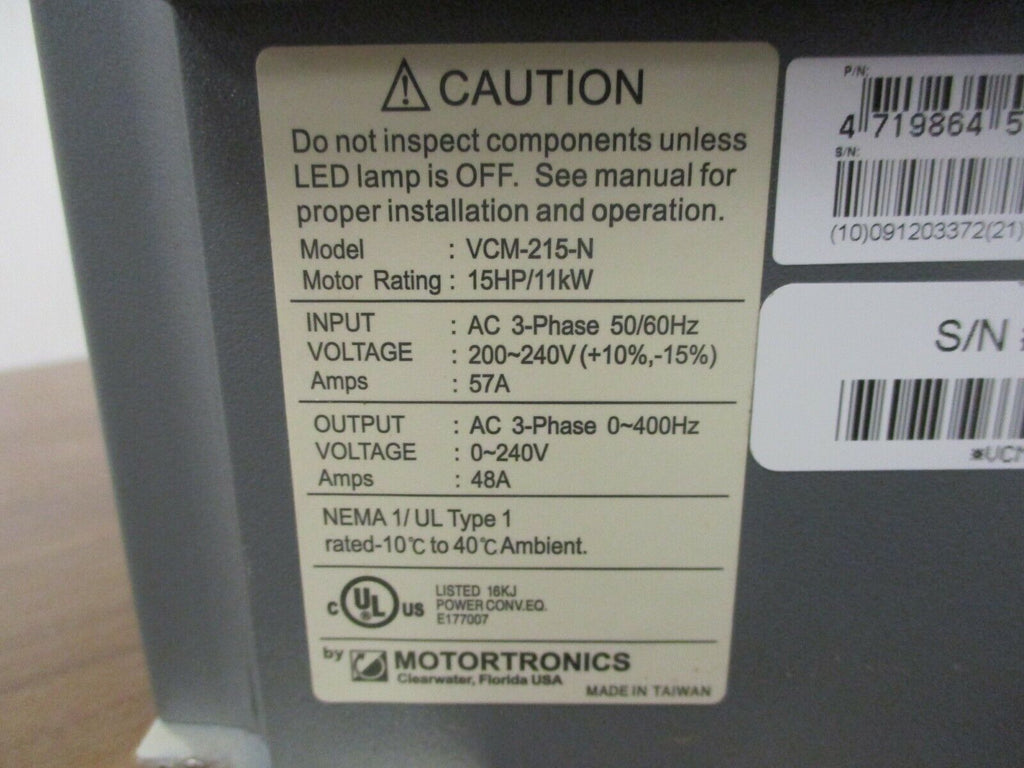 CAUTION
Do not inspect components unless
LED lamp is OFF. See manual for
proper installation and operation.
Model : VCM-215-N
Motor Rating : 15HP/11kW
INPUT : AC 3-Phase 50/60Hz
VOLTAGE : 200~240V (+10%,-15%)
Amps : 57A
OUTPUT : AC 3-Phase 0~400Hz
VOLTAGE : 0~240V
Amps : 48A
NEMA 1/ UL Type 1
rated-10℃ to 40℃ Ambient.
C UL US
LISTED 16KJ
POWER CONV.EQ.
E177007
by MOTORTRONICS
Clearwater, Florida USA
MADE IN TAIWAN
P/N:
4 719864 5
S/N:
(10)091203372(21)
S/N
*VCM